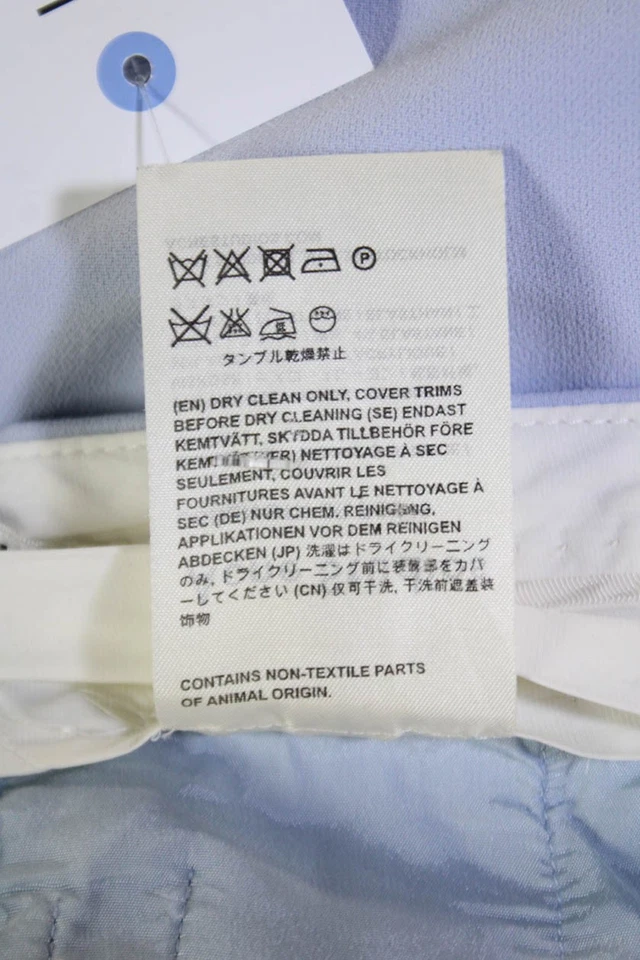 P
タンブル乾燥禁止
(EN) DRY CLEAN ONLY, COVER TRIMS
BEFORE DRY CLEANING (SE) ENDAST
KEMTVÄTT, SKYDDA TILLBEHÖR FÖRE
KEMTVÄTT (FR) NETTOYAGE À SEC
SEULEMENT, COUVRIR LES
FOURNITURES AVANT LE NETTOYAGE À
SEC (DE) NUR CHEM. REINIGUNG,
APPLIKATIONEN VOR DEM REINIGEN
ABDECKEN (JP) 洗濯はドライクリーニング
のみ, ドライクリーニング前に装飾部をカバ
ーしてください (CN) 仅可干洗, 干洗前遮盖装
饰物
CONTAINS NON-TEXTILE PARTS
OF ANIMAL ORIGIN.